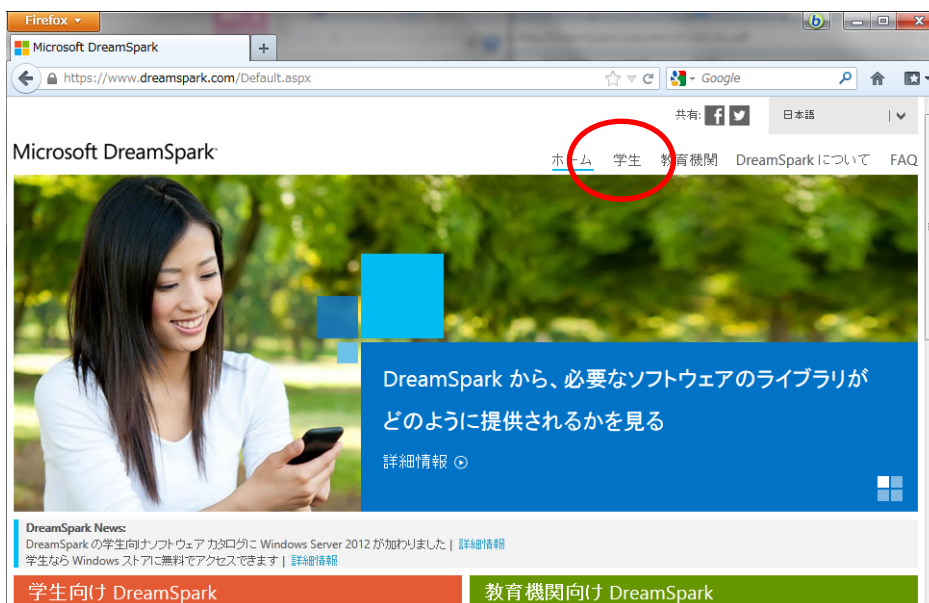 Firefox
Microsoft DreamSpark
https://www.dreamspark.com/Default.aspx
Google
共有:
日本語
Microsoft DreamSpark
ホーム 学生 教育機関 DreamSpark について FAQ
DreamSpark から、必要なソフトウェアのライブラリが
どのように提供されるかを見る
詳細情報
DreamSpark News:
DreamSpark の学生向けソフトウェア カタログに Windows Server 2012 が加わりました | 詳細情報
学生なら Windows ストアに無料でアクセスできます | 詳細情報
学生向け DreamSpark
教育機関向け DreamSpark